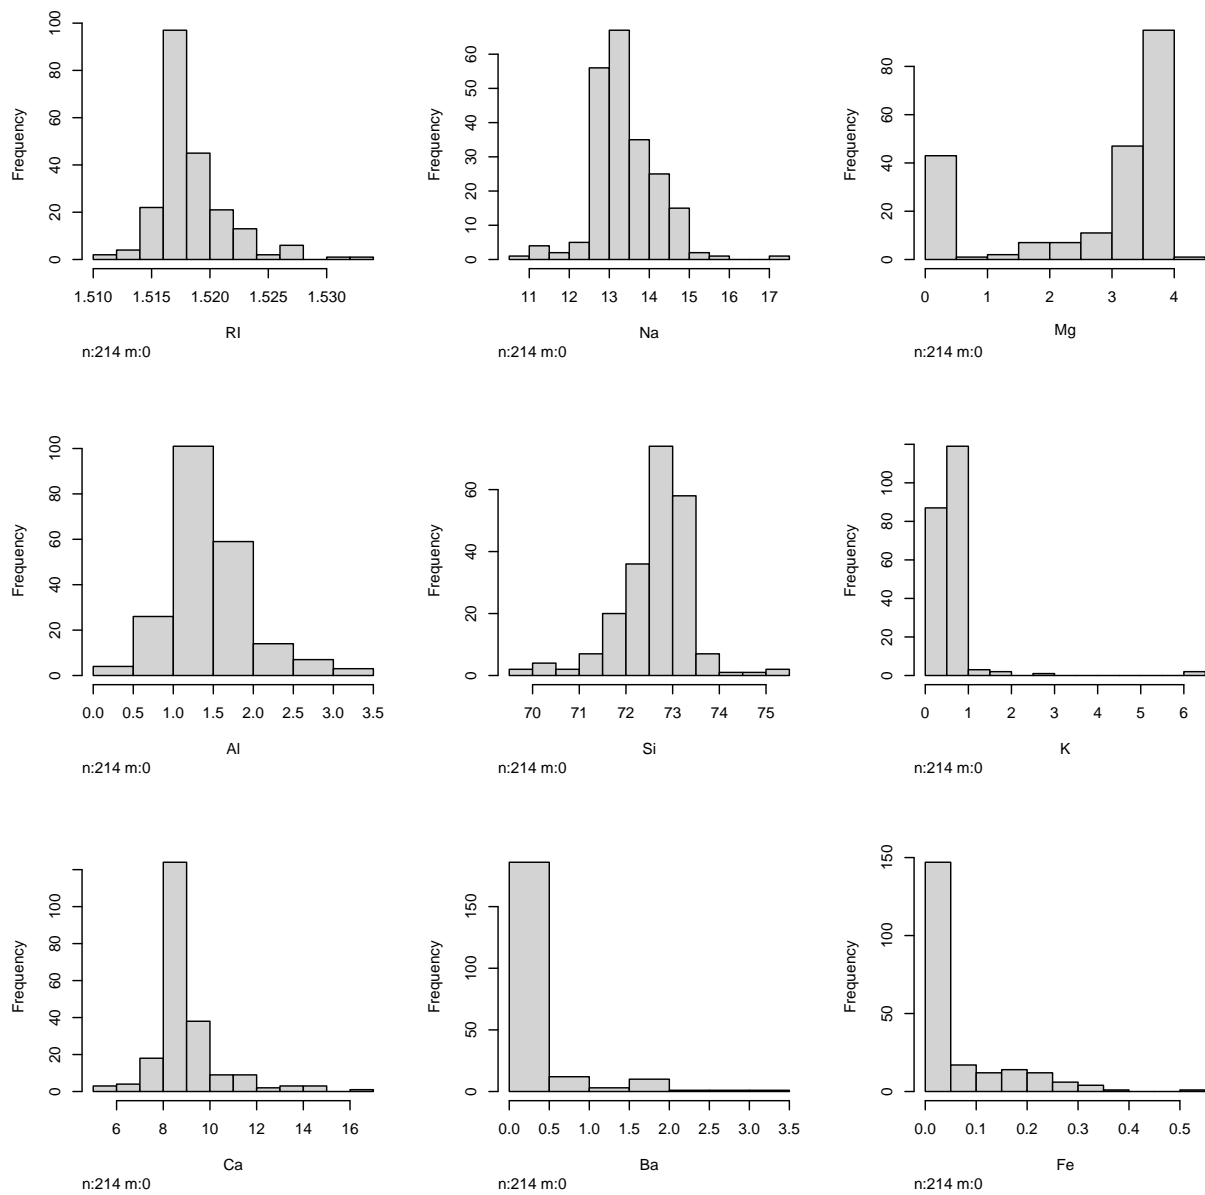 Frequency
0 20 40 60 80 100
1.510 1.515 1.520 1.525 1.530
RI
n:214 m:0
Frequency
0 10 20 30 40 50 60
11 12 13 14 15 16 17
Na
n:214 m:0
Frequency
0 20 40 60 80
0 1 2 3 4
Mg
n:214 m:0
Frequency
0 20 40 60 80 100
0.0 0.5 1.0 1.5 2.0 2.5 3.0 3.5
Al
n:214 m:0
Frequency
0 20 40 60
70 71 72 73 74 75
Si
n:214 m:0
Frequency
0 20 40 60 80 100
0 1 2 3 4 5 6
K
n:214 m:0
Frequency
0 20 40 60 80 100
6 8 10 12 14 16
Ca
n:214 m:0
Frequency
0 50 100 150
0.0 0.5 1.0 1.5 2.0 2.5 3.0 3.5
Ba
n:214 m:0
Frequency
0 50 100 150
0.0 0.1 0.2 0.3 0.4 0.5
Fe
n:214 m:0